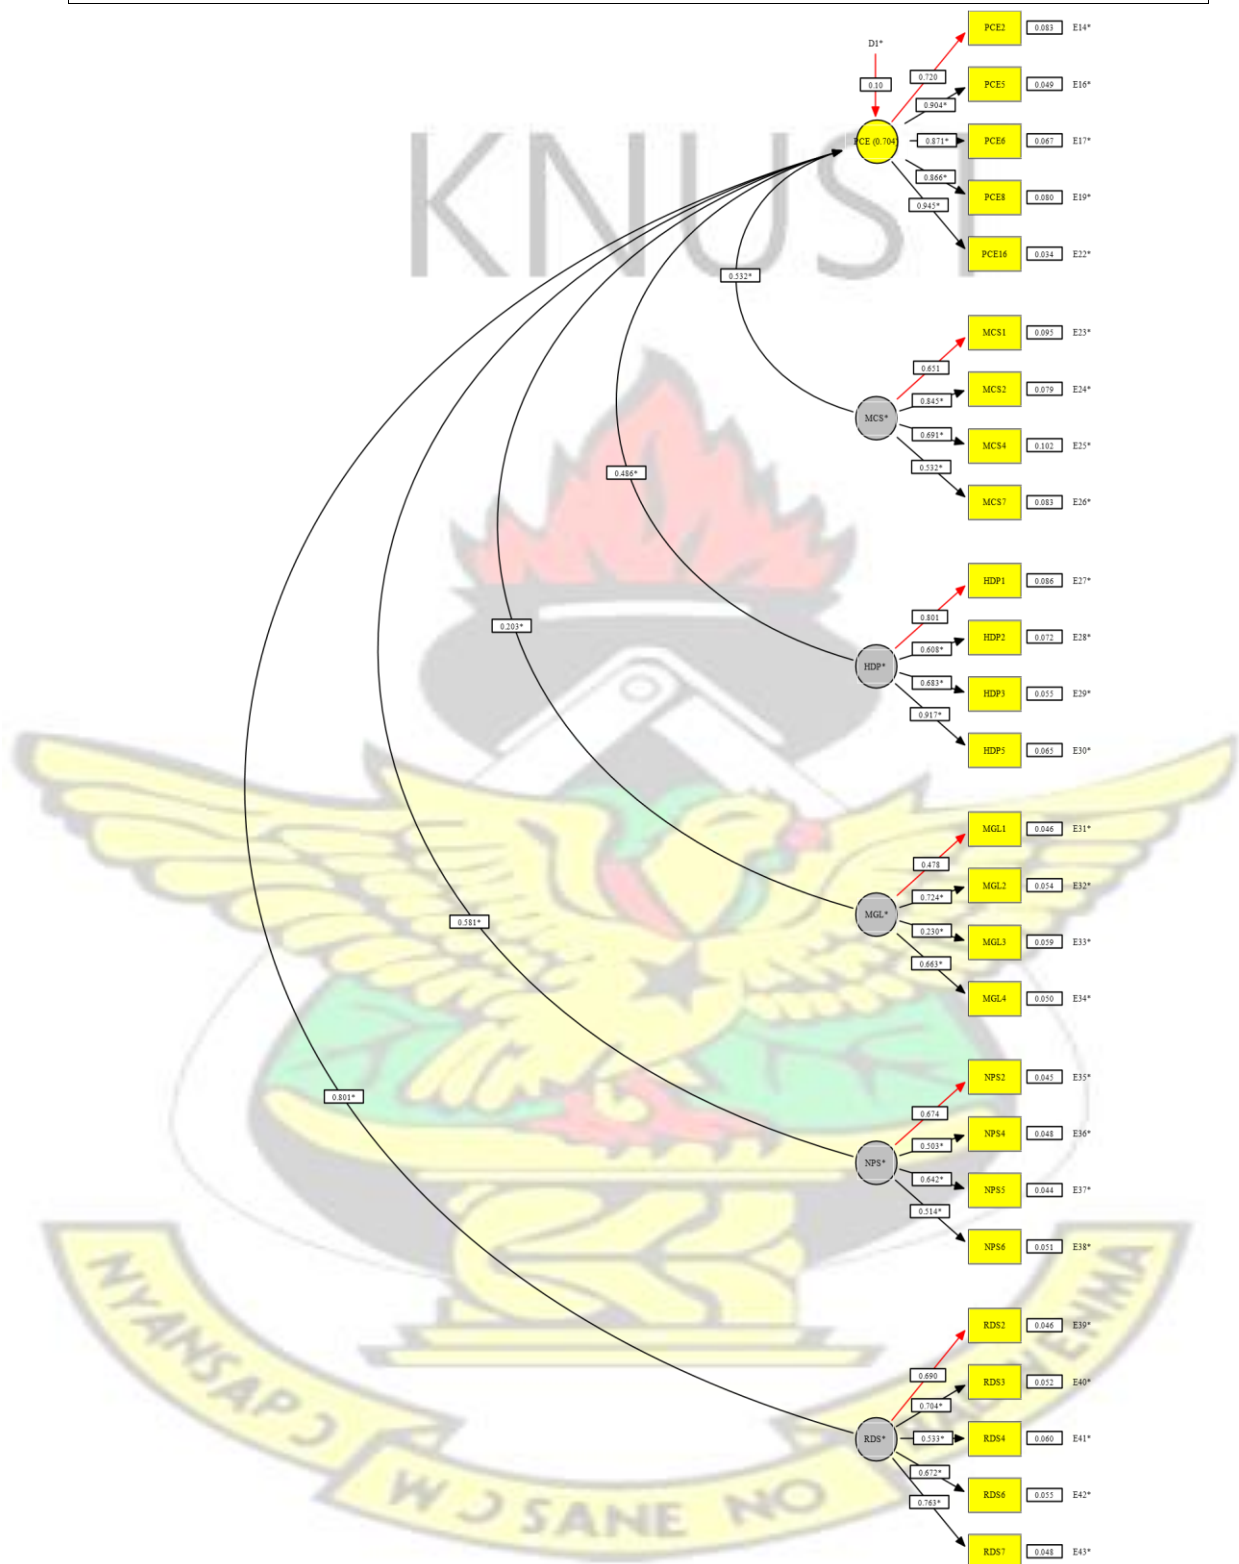 KNUST
D1*
0.10
PCE (0.704)
0.720
PCE2 0.083 E14*
0.904*
PCE5 0.049 E16*
0.871*
PCE6 0.067 E17*
0.866*
PCE8 0.080 E19*
0.945*
PCE16 0.034 E22*
0.532*
MCS*
0.651
MCS1 0.095 E23*
0.845*
MCS2 0.079 E24*
0.691*
MCS4 0.102 E25*
0.532*
MCS7 0.083 E26*
0.486*
HDP*
0.801
HDP1 0.086 E27*
0.608*
HDP2 0.072 E28*
0.683*
HDP3 0.055 E29*
0.917*
HDP5 0.065 E30*
0.203*
MGL*
0.478
MGL1 0.046 E31*
0.724*
MGL2 0.054 E32*
0.230*
MGL3 0.059 E33*
0.663*
MGL4 0.050 E34*
0.581*
NPS*
0.674
NPS2 0.045 E35*
0.503*
NPS4 0.048 E36*
0.642*
NPS5 0.044 E37*
0.514*
NPS6 0.051 E38*
0.801*
RDS*
0.690
RDS2 0.046 E39*
0.704*
RDS3 0.052 E40*
0.533*
RDS4 0.060 E41*
0.672*
RDS6 0.055 E42*
0.763*
RDS7 0.048 E43*
NYANSAPƆ
WƆSANE NO